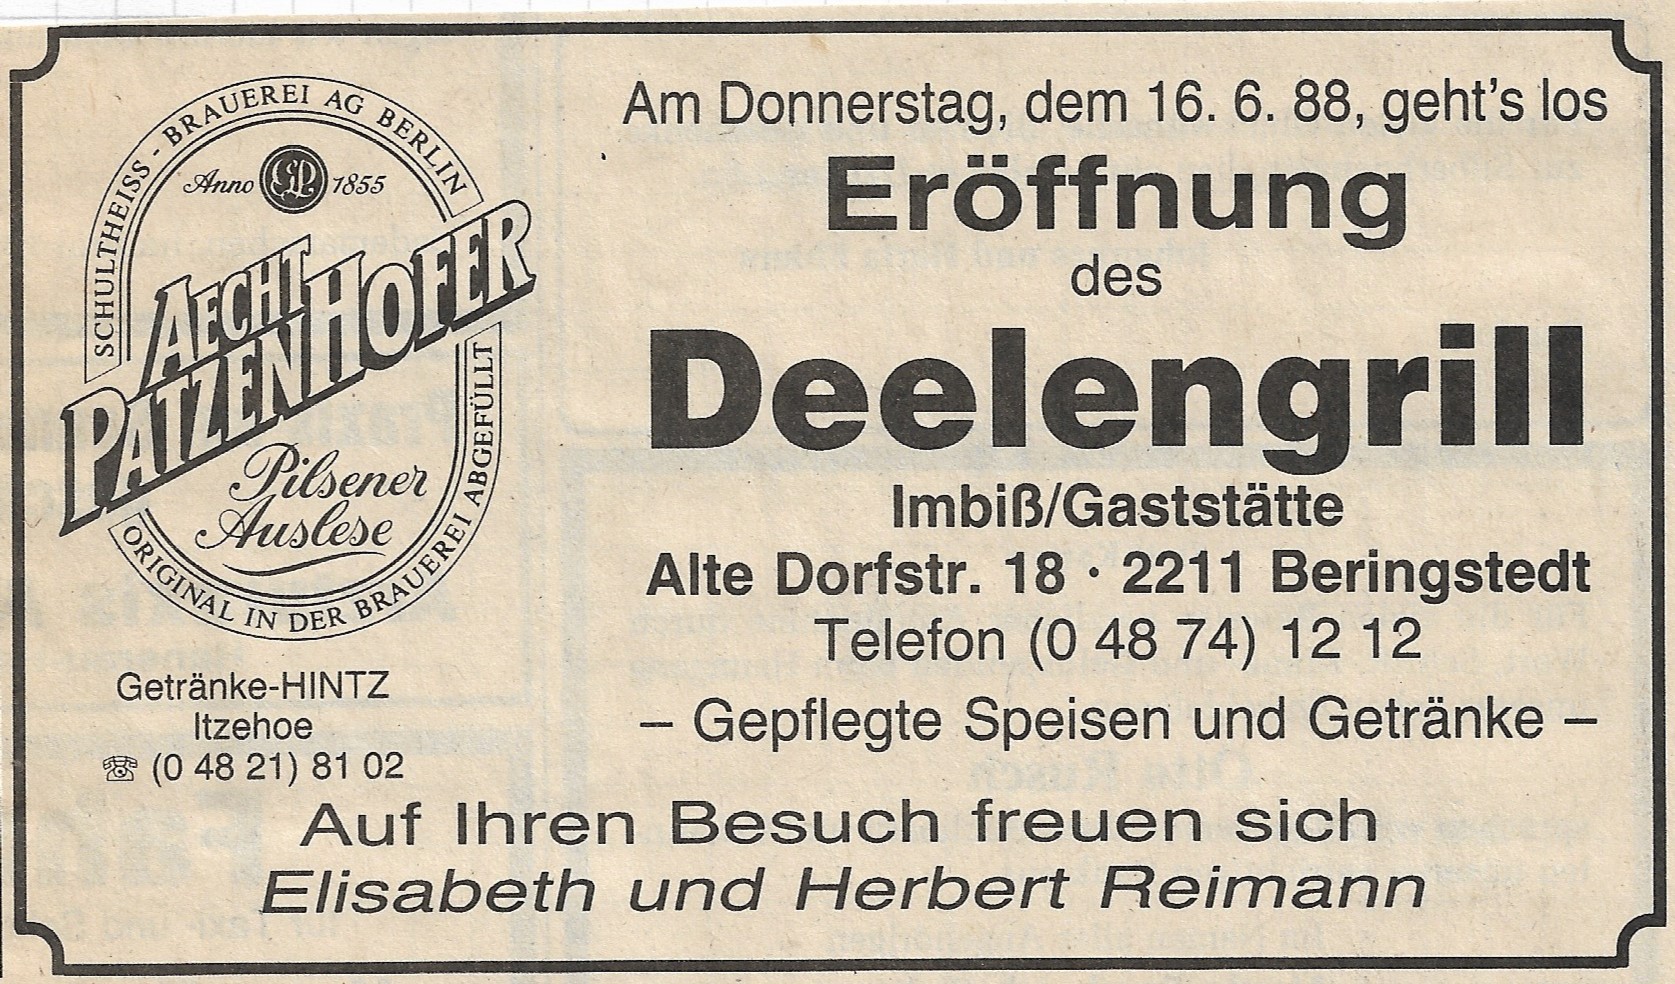 SCHULTHEISS - BRAUEREI AG BERLIN
Anno 1855
AECHT
PATZENHOFER
Pilsener
Auslese
ORIGINAL IN DER BRAUEREI ABGEFÜLLT
Getränke-HINTZ
Itzehoe
☏ (0 48 21) 81 02
Am Donnerstag, dem 16. 6. 88, geht's los
Eröffnung
des
Deelengrill
Imbiß/Gaststätte
Alte Dorfstr. 18 · 2211 Beringstedt
Telefon (0 48 74) 12 12
– Gepflegte Speisen und Getränke –
Auf Ihren Besuch freuen sich
Elisabeth und Herbert Reimann